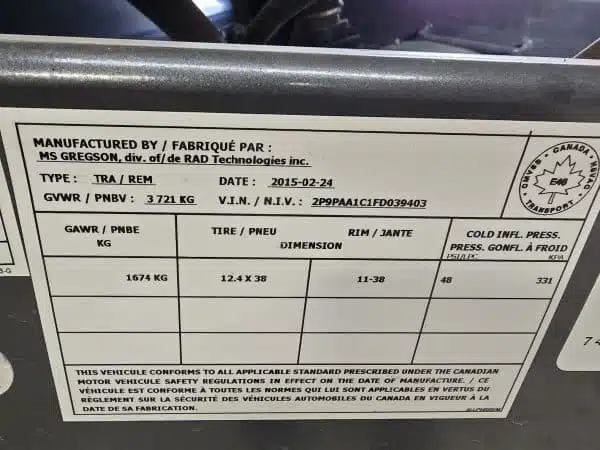 MANUFACTURED BY / FABRIQUÉ PAR :
MS GREGSON, div. of/de RAD Technologies inc.
TYPE : TRA / REM DATE : 2015-02-24
GVWR / PNBV : 3 721 KG V.I.N. / N.I.V. : 2P9PAA1C1FD039403
CANADA
CMVSS
NSVAC
E46
TRANSPORT
GAWR / PNBE TIRE / PNEU RIM / JANTE COLD INFL. PRESS.
KG DIMENSION PRESS. GONFL. À FROID
PSI/LPC KPA
1674 KG 12.4 X 38 11-38 48 331
THIS VEHICULE CONFORMS TO ALL APPLICABLE STANDARD PRESCRIBED UNDER THE CANADIAN
MOTOR VEHICULE SAFETY REGULATIONS IN EFFECT ON THE DATE OF MANUFACTURE. / CE
VÉHICULE EST CONFORME À TOUTES LES NORMES QUI LUI SONT APPLICABLES EN VERTUS DU
RÈGLEMENT SUR LA SÉCURITÉ DES VÉHICULES AUTOMOBILES DU CANADA EN VIGUEUR À LA
DATE DE SA FABRICATION.